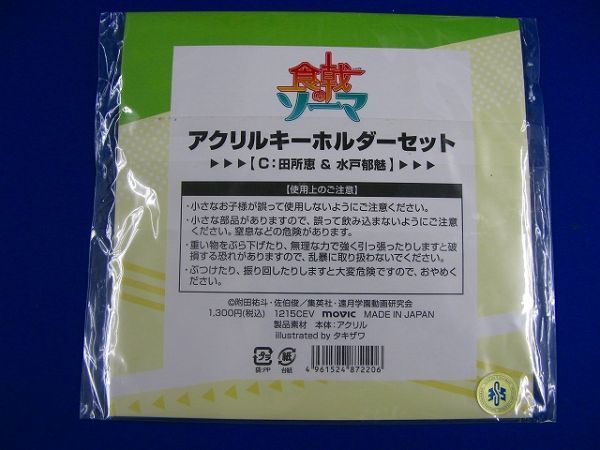 食戟の
ソーマ
アクリルキーホルダーセット
▶▶▶【C:田所恵 & 水戸郁魅】▶▶▶
【使用上のご注意】
・小さなお子様が誤って使用しないようにご注意ください。
・小さな部品がありますので、誤って飲み込まないようにご注意
ください。窒息などの危険があります。
・重い物をぶら下げたり、無理な力で強く引っ張ったりしますと破
損する恐れがありますので、乱暴に取り扱わないでください。
・ぶつけたり、振り回したりしますと大変危険ですので、おやめく
ださい。
©附田祐斗・佐伯俊/集英社・遠月学園動画研究会
1,300円(税込) 1215CEV movic MADE IN JAPAN
製品素材 本体:アクリル
illustrated by タキザワ
プラ
袋:PP
紙
台紙
4 961524 872206